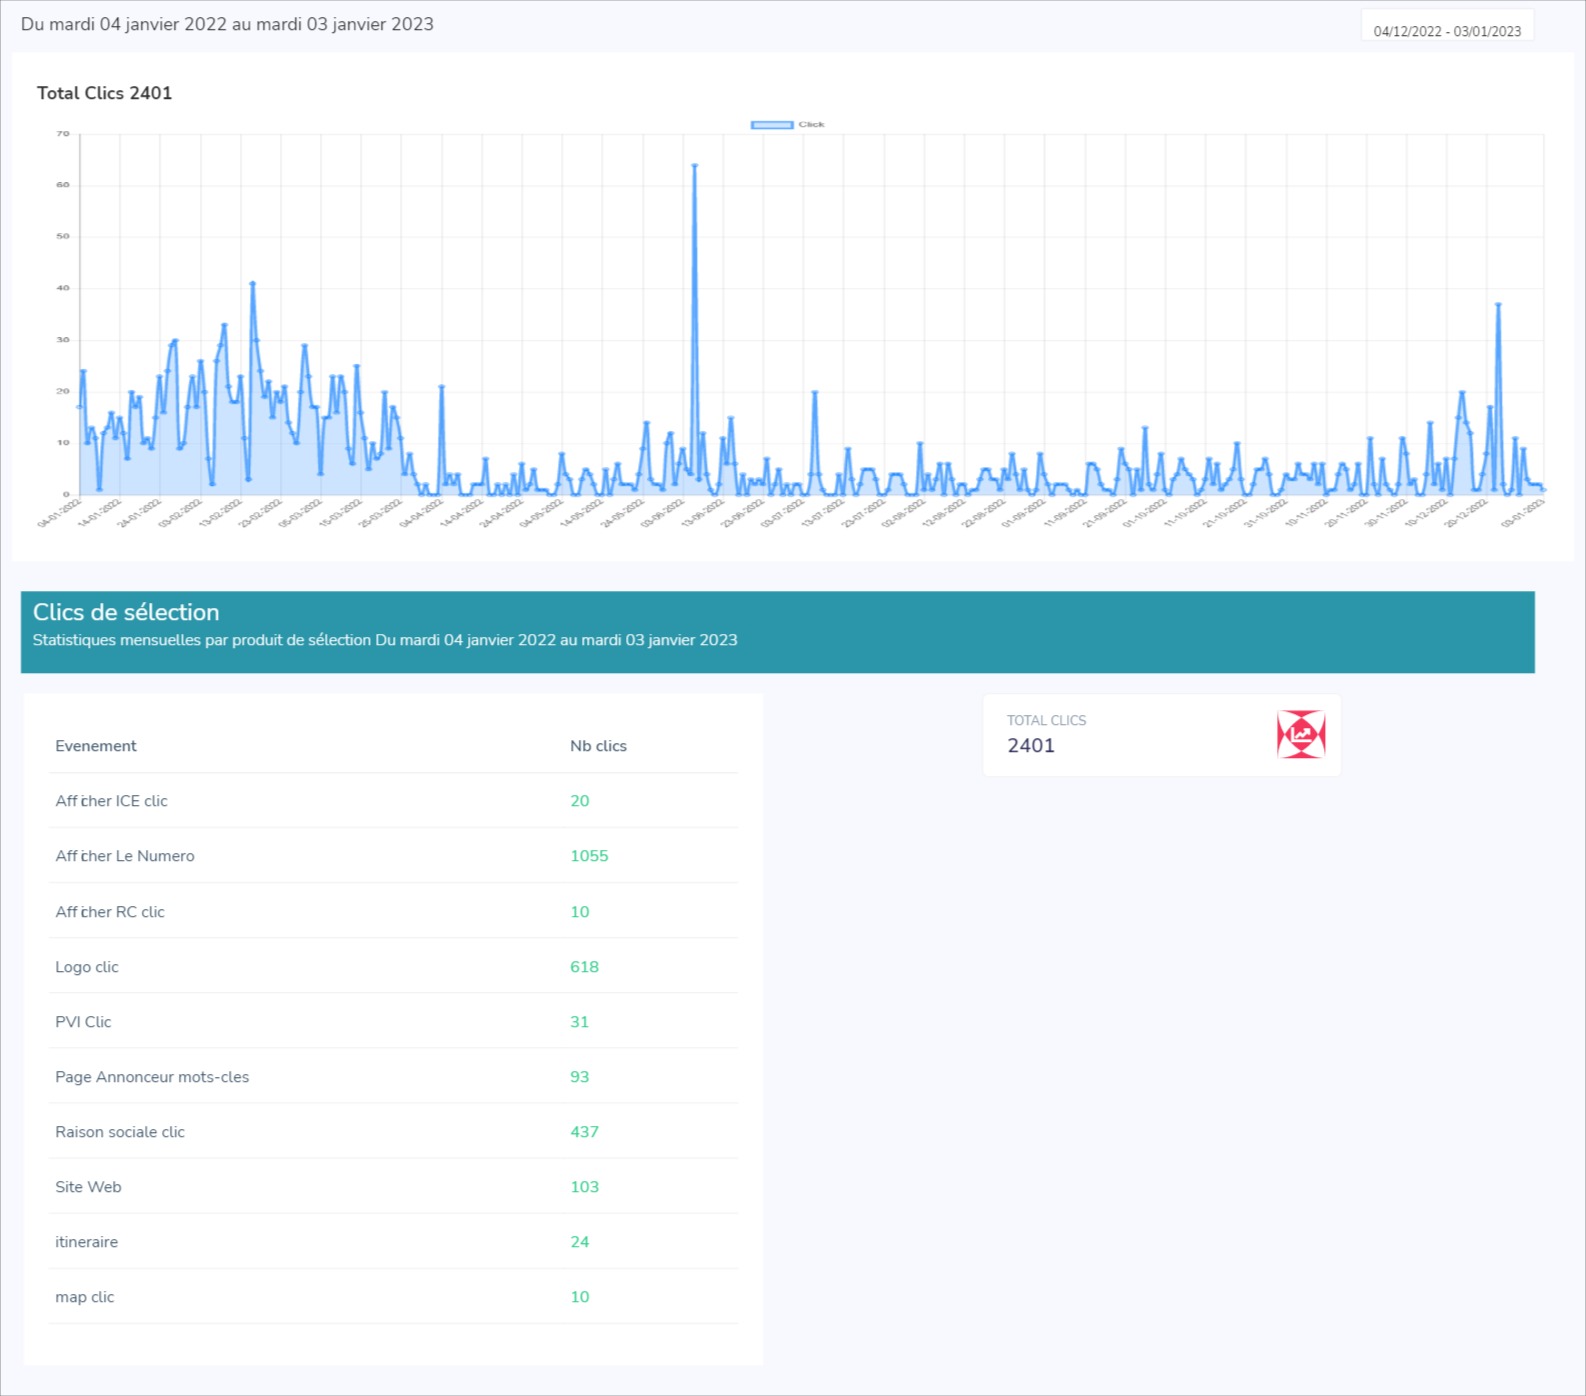 Du mardi 04 janvier 2022 au mardi 03 janvier 2023
04/12/2022 - 03/01/2023
Total Clics 2401
Click
70
60
50
40
30
20
10
0
04-01-2022
14-01-2022
24-01-2022
03-02-2022
13-02-2022
23-02-2022
05-03-2022
15-03-2022
25-03-2022
04-04-2022
14-04-2022
24-04-2022
04-05-2022
14-05-2022
24-05-2022
03-06-2022
13-06-2022
23-06-2022
03-07-2022
13-07-2022
23-07-2022
02-08-2022
12-08-2022
22-08-2022
01-09-2022
11-09-2022
21-09-2022
01-10-2022
11-10-2022
21-10-2022
31-10-2022
10-11-2022
20-11-2022
30-11-2022
10-12-2022
20-12-2022
03-01-2023
Clics de sélection
Statistiques mensuelles par produit de sélection Du mardi 04 janvier 2022 au mardi 03 janvier 2023
Evenement Nb clics
Afficher ICE clic 20
Afficher Le Numero 1055
Afficher RC clic 10
Logo clic 618
PVI Clic 31
Page Annonceur mots-cles 93
Raison sociale clic 437
Site Web 103
itineraire 24
map clic 10
TOTAL CLICS
2401